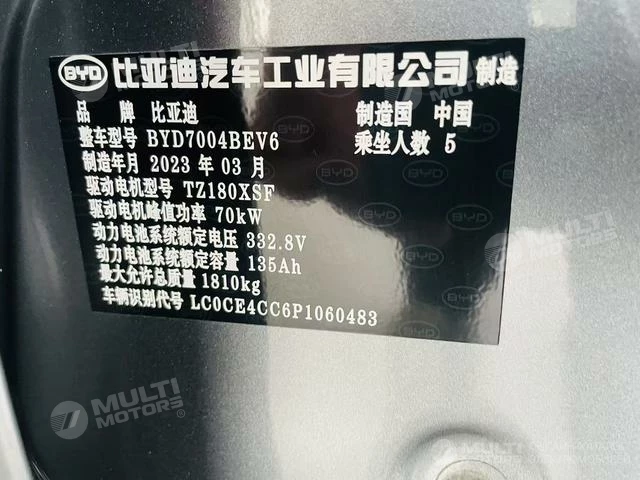 BYD 比亚迪汽车工业有限公司 制造
品 牌 比亚迪 制造国 中国
整车型号 BYD7004BEV6 乘坐人数 5
制造年月 2023 年 03 月
驱动电机型号 TZ180XSF
驱动电机峰值功率 70kW
动力电池系统额定电压 332.8V
动力电池系统额定容量 135Ah
最大允许总质量 1810kg
车辆识别代号 LC0CE4CC6P1060483
MULTI
MOTORS